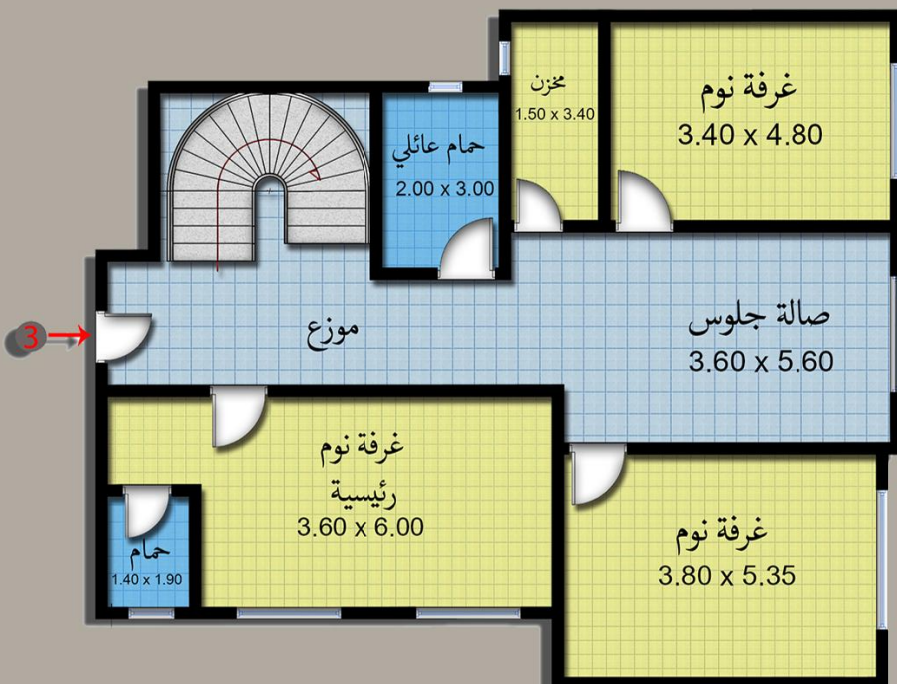 غرفة نوم
3.40 x 4.80
مخزن
1.50 x 3.40
حمام عائلي
2.00 x 3.00
صالة جلوس
3.60 x 5.60
موزع
3
غرفة نوم
رئيسية
3.60 x 6.00
حمام
1.40 x 1.90
غرفة نوم
3.80 x 5.35